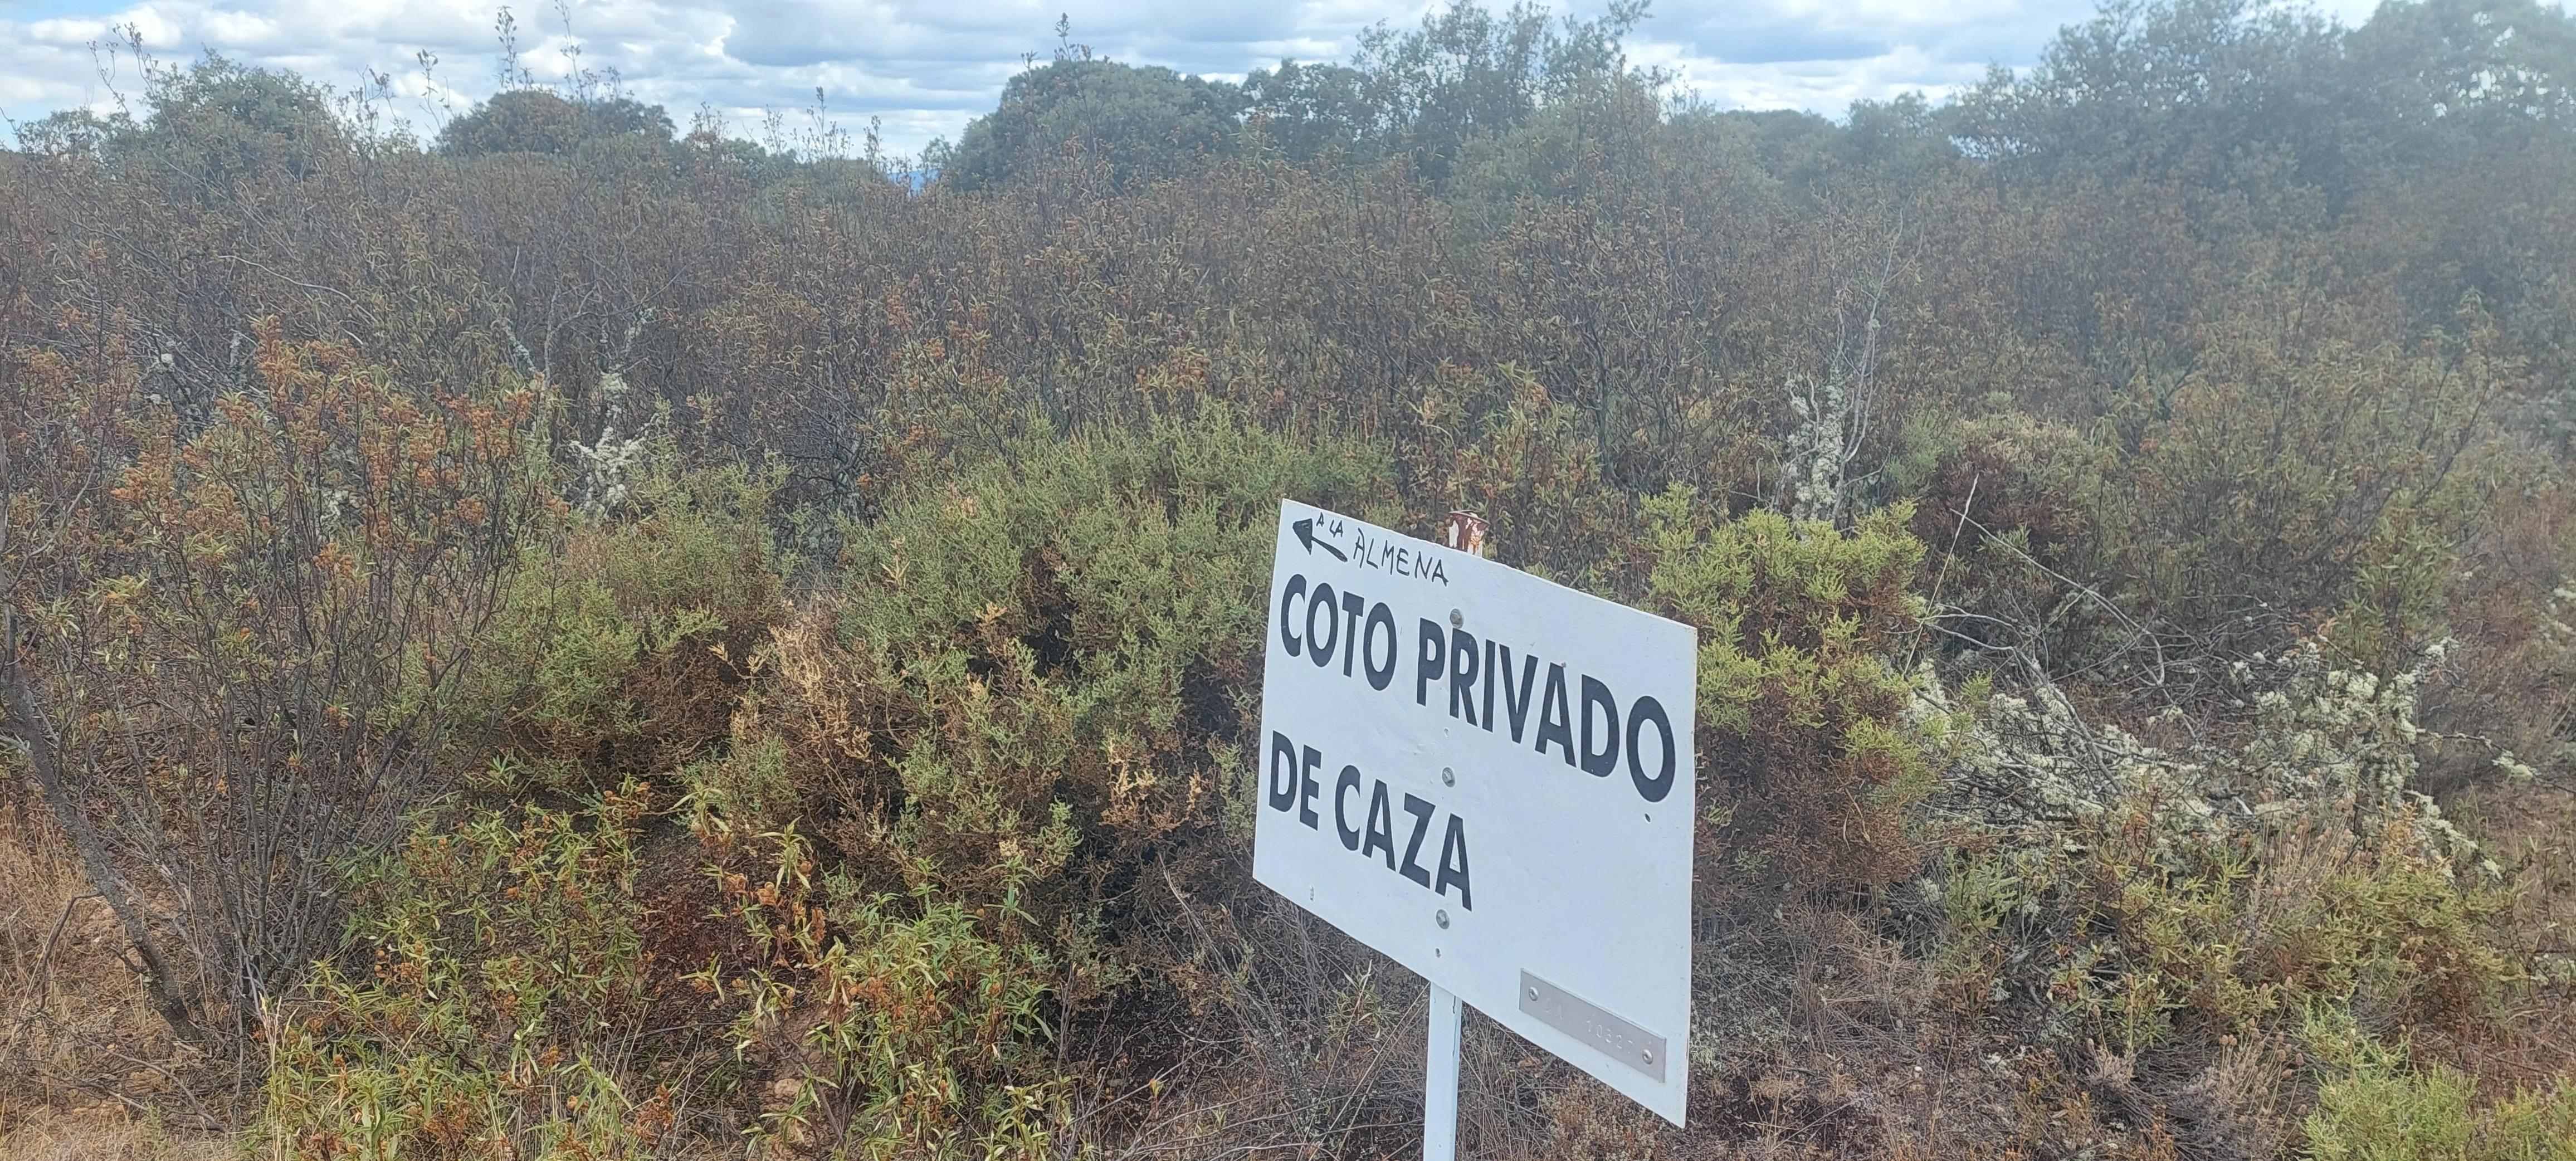 A LA ALMENA
COTO PRIVADO
DE CAZA